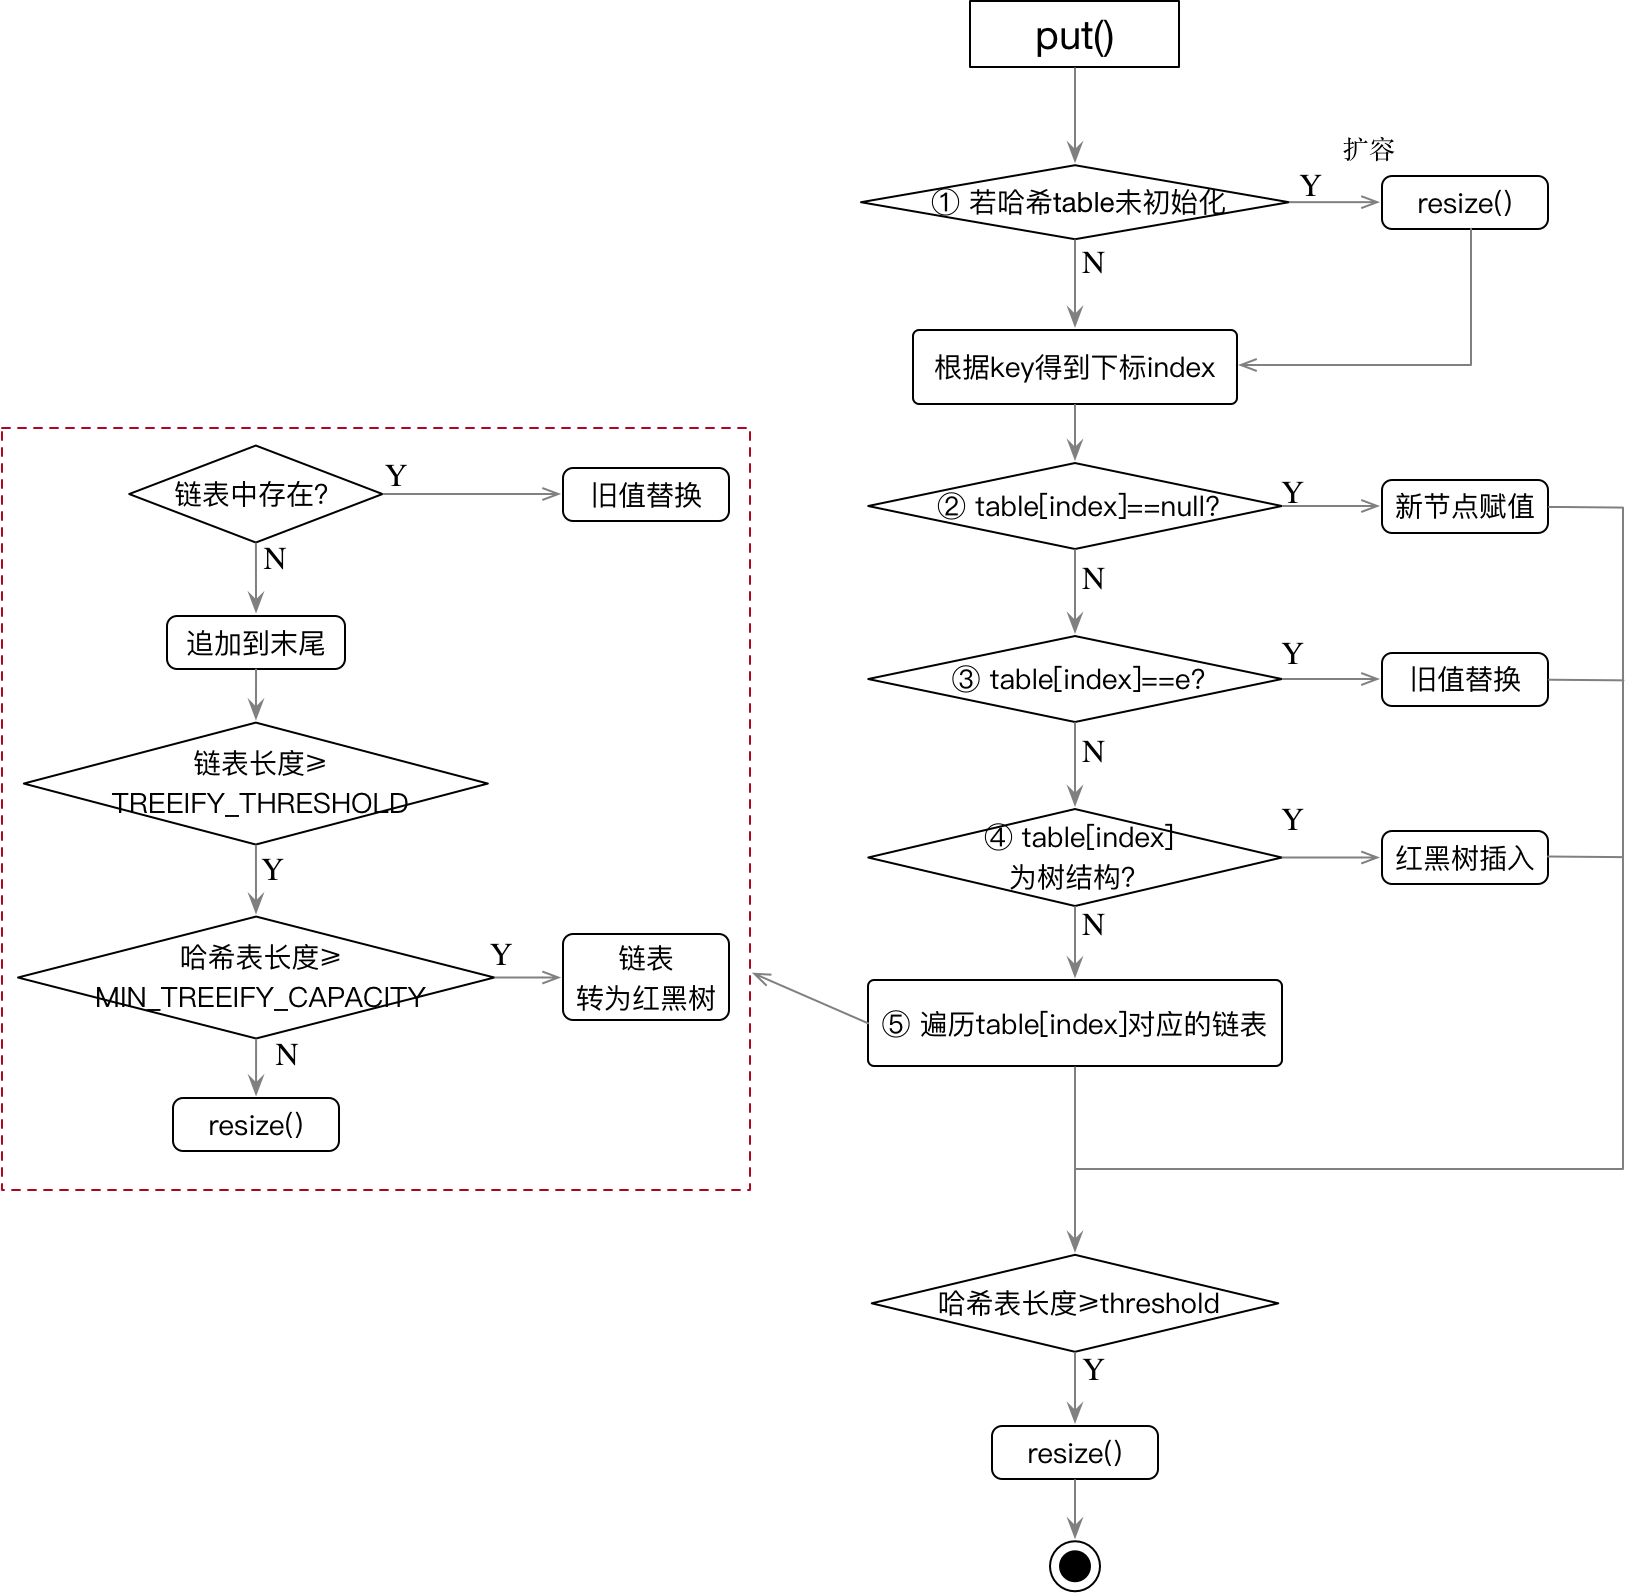 put()
扩容
① 若哈希table未初始化
Y
resize()
N
根据key得到下标index
② table[index]==null?
Y
新节点赋值
N
③ table[index]==e?
Y
旧值替换
N
④ table[index]
为树结构?
Y
红黑树插入
N
⑤ 遍历table[index]对应的链表
链表中存在?
Y
旧值替换
N
追加到末尾
链表长度≥
TREEIFY_THRESHOLD
Y
哈希表长度≥
MIN_TREEIFY_CAPACITY
Y
链表
转为红黑树
N
resize()
哈希表长度≥threshold
Y
resize()